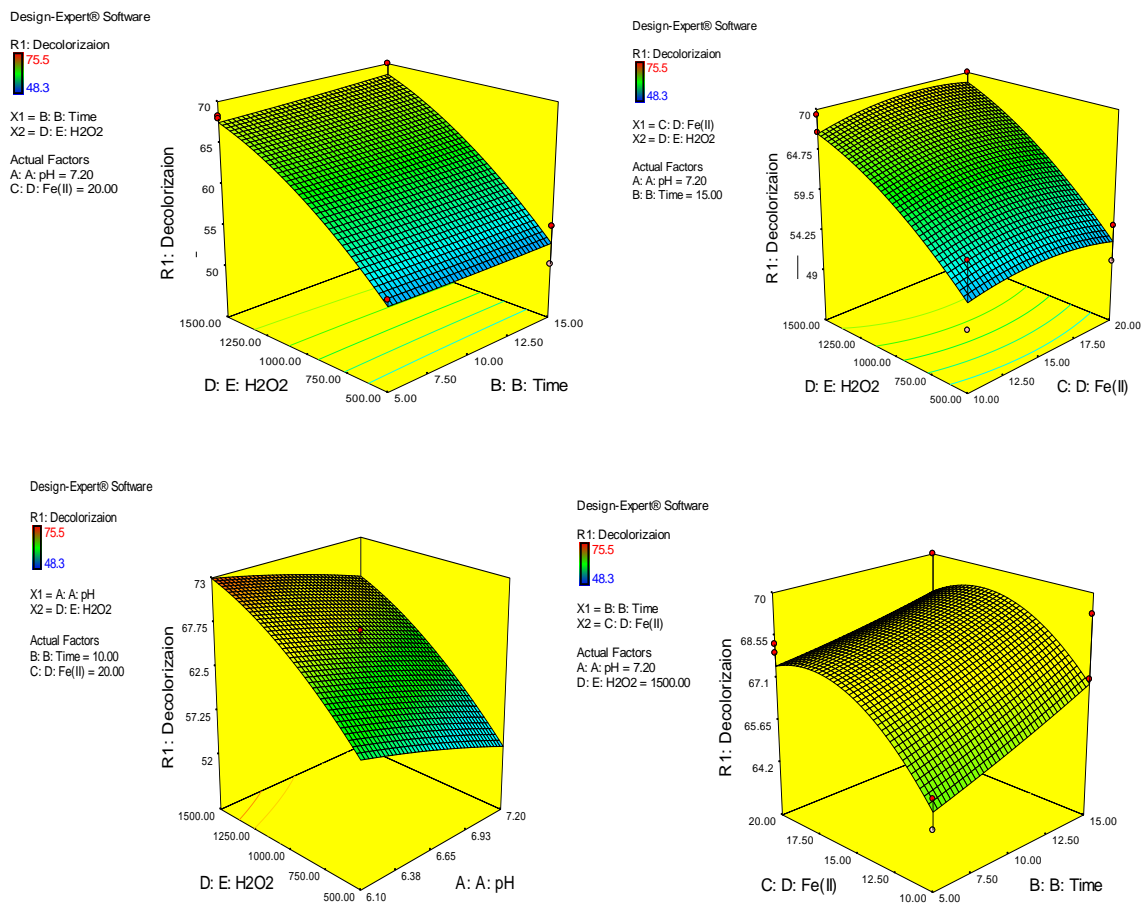 Design-Expert® Software
R1: Decolorizaion
75.5
48.3
X1 = B: B: Time
X2 = D: E: H2O2
Actual Factors
A: A: pH = 7.20
C: D: Fe(II) = 20.00
R1: Decolorizaion
70
65
60
55
50
1500.00
1250.00
1000.00
750.00
500.00
5.00
7.50
10.00
12.50
15.00
D: E: H2O2
B: B: Time
Design-Expert® Software
R1: Decolorizaion
75.5
48.3
X1 = C: D: Fe(II)
X2 = D: E: H2O2
Actual Factors
A: A: pH = 7.20
B: B: Time = 15.00
R1: Decolorizaion
70
64.75
59.5
54.25
49
1500.00
1250.00
1000.00
750.00
500.00
10.00
12.50
15.00
17.50
20.00
D: E: H2O2
C: D: Fe(II)
Design-Expert® Software
R1: Decolorizaion
75.5
48.3
X1 = A: A: pH
X2 = D: E: H2O2
Actual Factors
B: B: Time = 10.00
C: D: Fe(II) = 20.00
R1: Decolorizaion
73
67.75
62.5
57.25
52
1500.00
1250.00
1000.00
750.00
500.00
6.10
6.38
6.65
6.93
7.20
D: E: H2O2
A: A: pH
Design-Expert® Software
R1: Decolorizaion
75.5
48.3
X1 = B: B: Time
X2 = C: D: Fe(II)
Actual Factors
A: A: pH = 7.20
D: E: H2O2 = 1500.00
R1: Decolorizaion
70
68.55
67.1
65.65
64.2
20.00
17.50
15.00
12.50
10.00
5.00
7.50
10.00
12.50
15.00
C: D: Fe(II)
B: B: Time